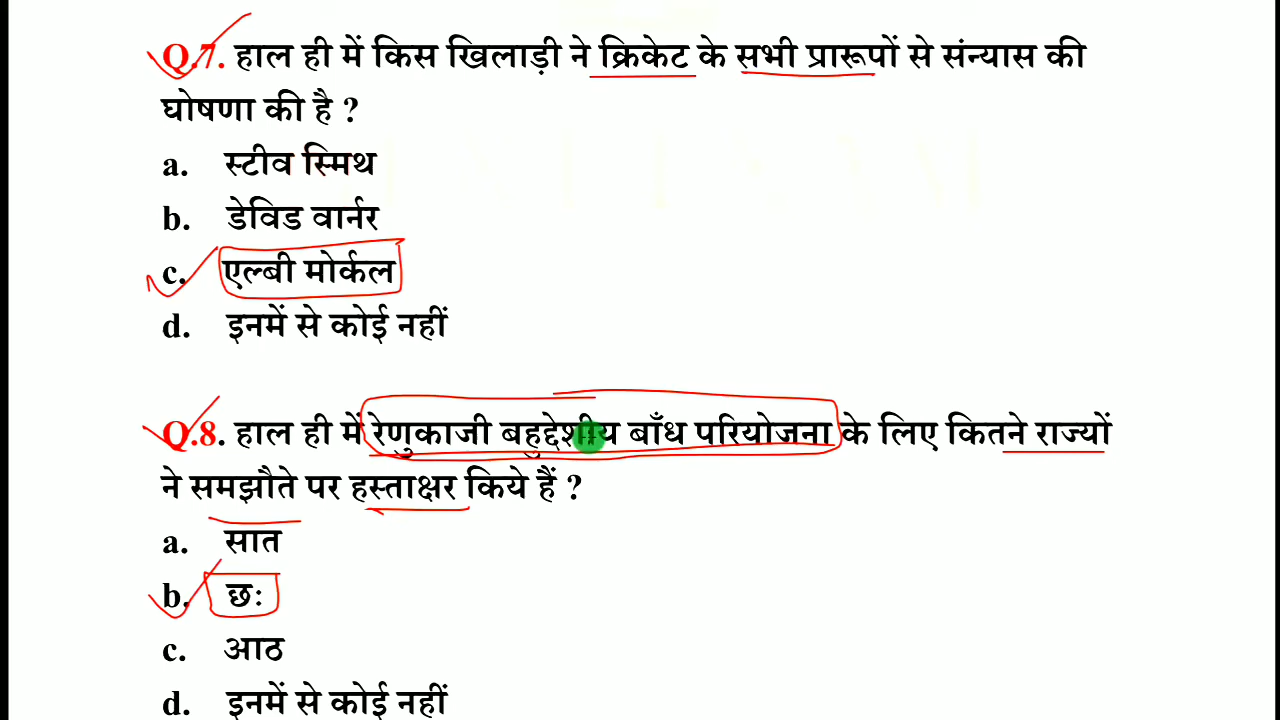 Q.7. हाल ही में किस खिलाड़ी ने क्रिकेट के सभी प्रारूपों से संन्यास की
घोषणा की है ?
a. स्टीव स्मिथ
b. डेविड वार्नर
c. एल्बी मोर्कल
d. इनमें से कोई नहीं
Q.8. हाल ही में रेणुकाजी बहुद्देशीय बाँध परियोजना के लिए कितने राज्यों
ने समझौते पर हस्ताक्षर किये हैं ?
a. सात
b. छः
c. आठ
d. इनमें से कोई नहीं